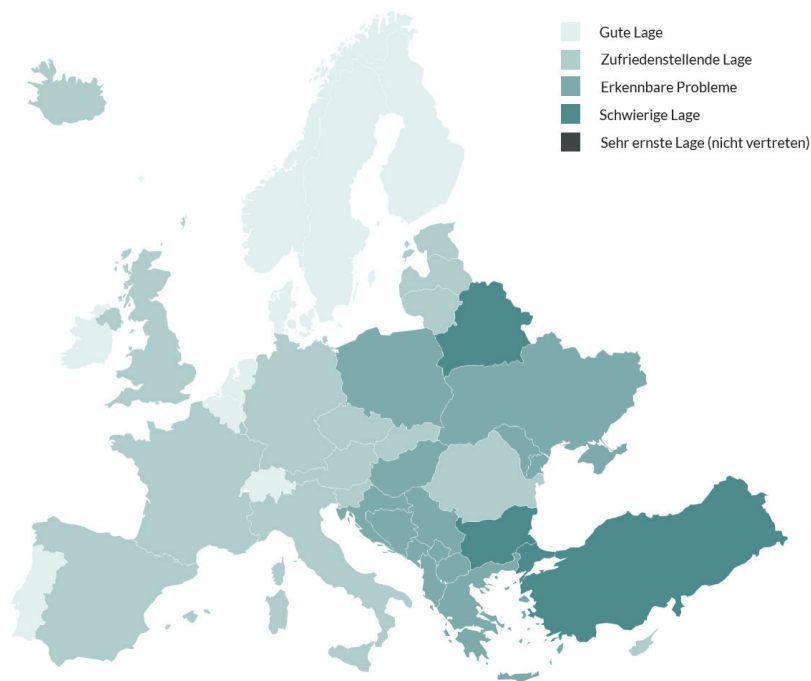 Gute Lage
Zufriedenstellende Lage
Erkennbare Probleme
Schwierige Lage
Sehr ernste Lage (nicht vertreten)